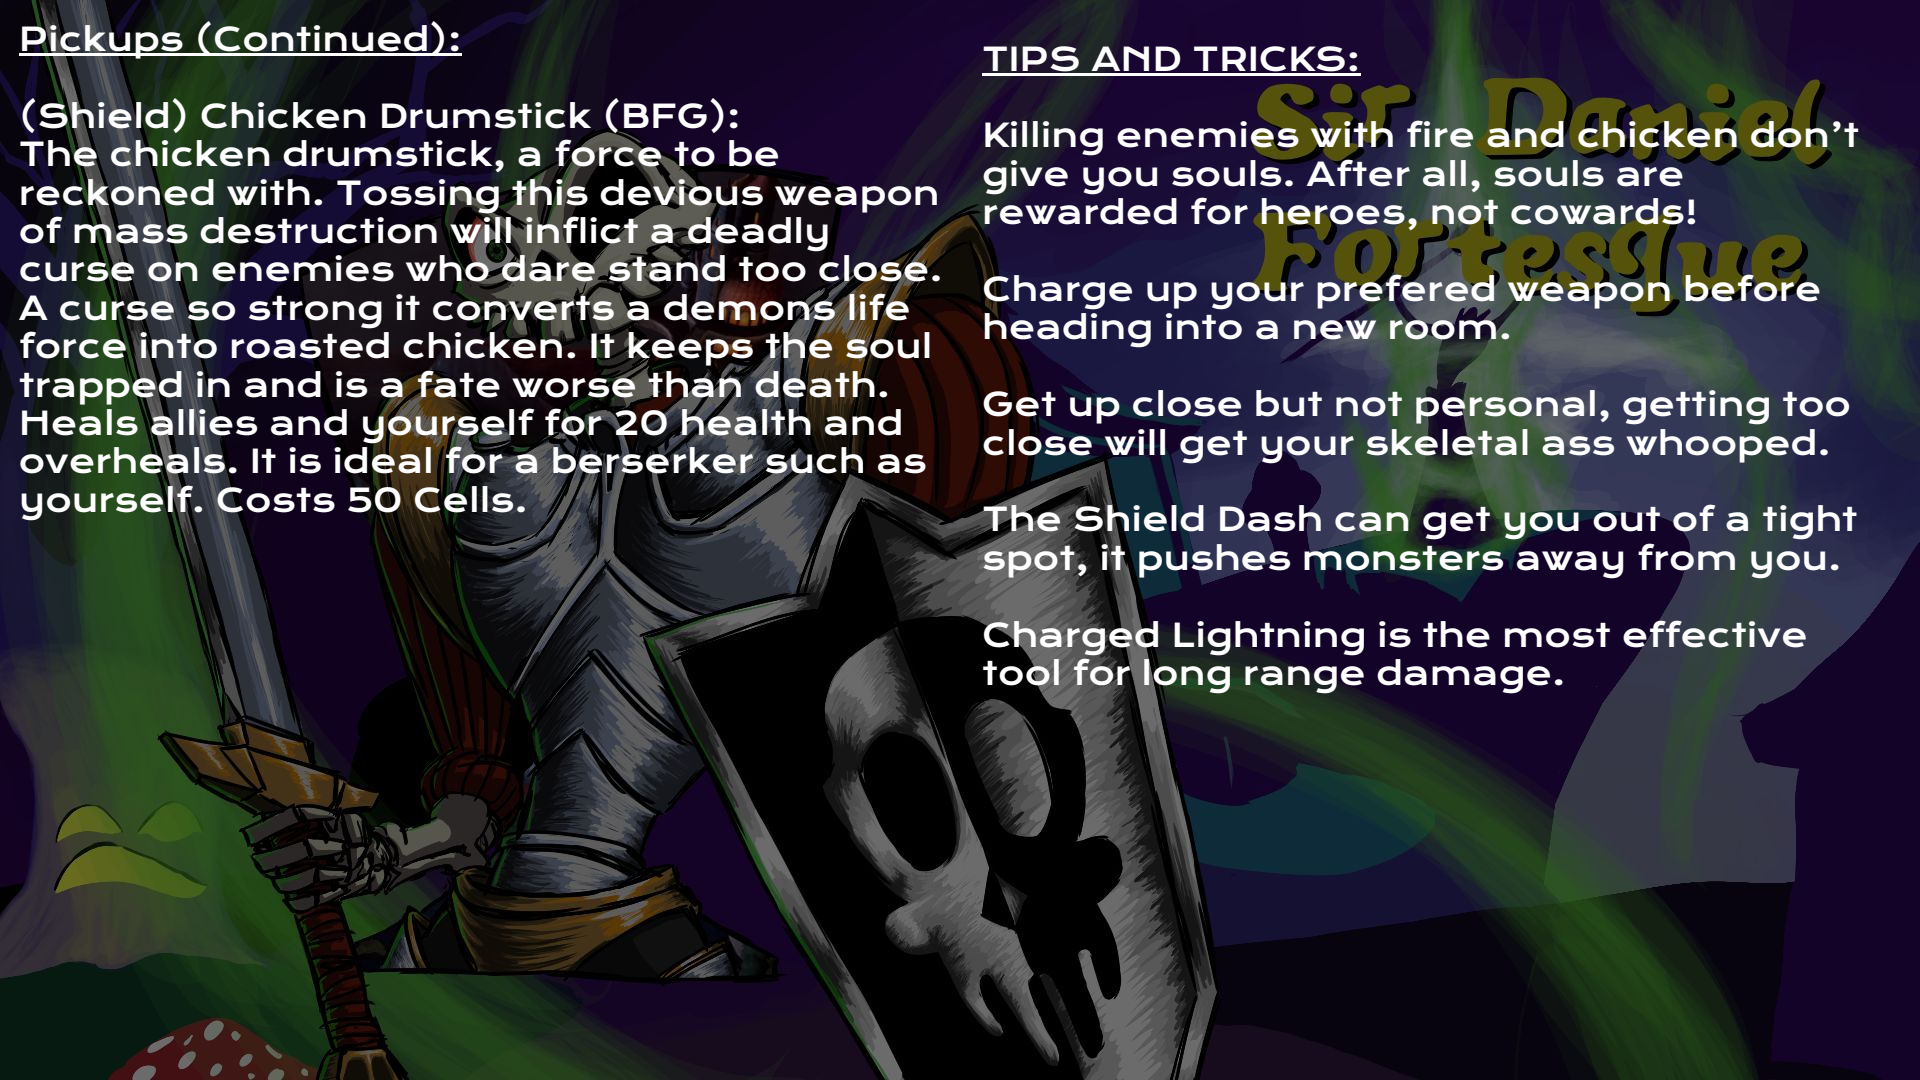 Pickups (Continued):
(Shield) Chicken Drumstick (BFG):
The chicken drumstick, a force to be
reckoned with. Tossing this devious weapon
of mass destruction will inflict a deadly
curse on enemies who dare stand too close.
A curse so strong it converts a demons life
force into roasted chicken. It keeps the soul
trapped in and is a fate worse than death.
Heals allies and yourself for 20 health and
overheals. It is ideal for a berserker such as
yourself. Costs 50 Cells.
TIPS AND TRICKS:
Killing enemies with fire and chicken don’t
give you souls. After all, souls are
rewarded for heroes, not cowards!
Charge up your prefered weapon before
heading into a new room.
Get up close but not personal, getting too
close will get your skeletal ass whooped.
The Shield Dash can get you out of a tight
spot, it pushes monsters away from you.
Charged Lightning is the most effective
tool for long range damage.
Sir Daniel
Fortesque